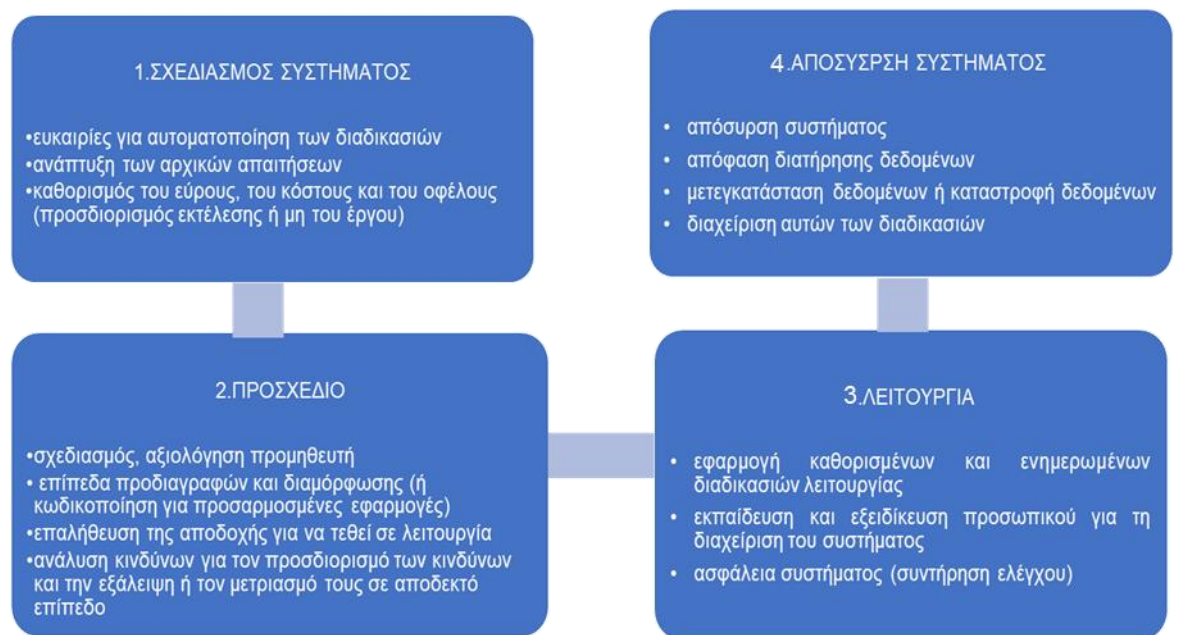 1.ΣΧΕΔΙΑΣΜΟΣ ΣΥΣΤΗΜΑΤΟΣ
•ευκαιρίες για αυτοματοποίηση των διαδικασιών
•ανάπτυξη των αρχικών απαιτήσεων
•καθορισμός του εύρους, του κόστους και του οφέλους
(προσδιορισμός εκτέλεσης ή μη του έργου)
2.ΠΡΟΣΧΕΔΙΟ
•σχεδιασμός, αξιολόγηση προμηθευτή
• επίπεδα προδιαγραφών και διαμόρφωσης (ή
κωδικοποίηση για προσαρμοσμένες εφαρμογές)
•επαλήθευση της αποδοχής για να τεθεί σε λειτουργία
•ανάλυση κινδύνων για τον προσδιορισμό των κινδύνων
και την εξάλειψη ή τον μετριασμό τους σε αποδεκτό
επίπεδο
3.ΛΕΙΤΟΥΡΓΙΑ
• εφαρμογή καθορισμένων και ενημερωμένων
διαδικασιών λειτουργίας
• εκπαίδευση και εξειδίκευση προσωπικού για τη
διαχείριση του συστήματος
• ασφάλεια συστήματος (συντήρηση ελέγχου)
4.ΑΠΟΣΥΣΡΣΗ ΣΥΣΤΗΜΑΤΟΣ
• απόσυρση συστήματος
• απόφαση διατήρησης δεδομένων
• μετεγκατάσταση δεδομένων ή καταστροφή δεδομένων
• διαχείριση αυτών των διαδικασιών